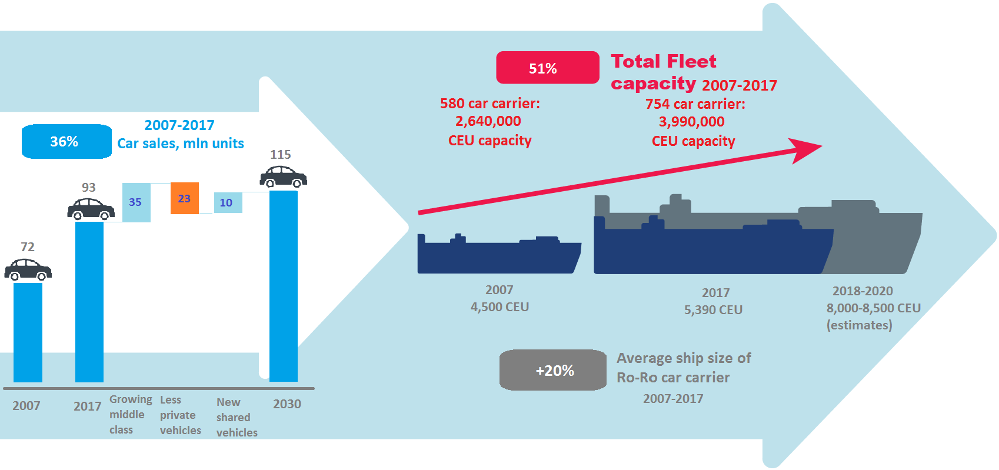 51%
Total Fleet
capacity 2007-2017
580 car carrier:
2,640,000
CEU capacity
754 car carrier:
3,990,000
CEU capacity
36%
2007-2017
Car sales, mln units
72
93
35
23
10
115
2007
2017
Growing
middle
class
Less
private
vehicles
New
shared
vehicles
2030
2007
4,500 CEU
2017
5,390 CEU
2018-2020
8,000-8,500 CEU
(estimates)
+20%
Average ship size of
Ro-Ro car carrier
2007-2017